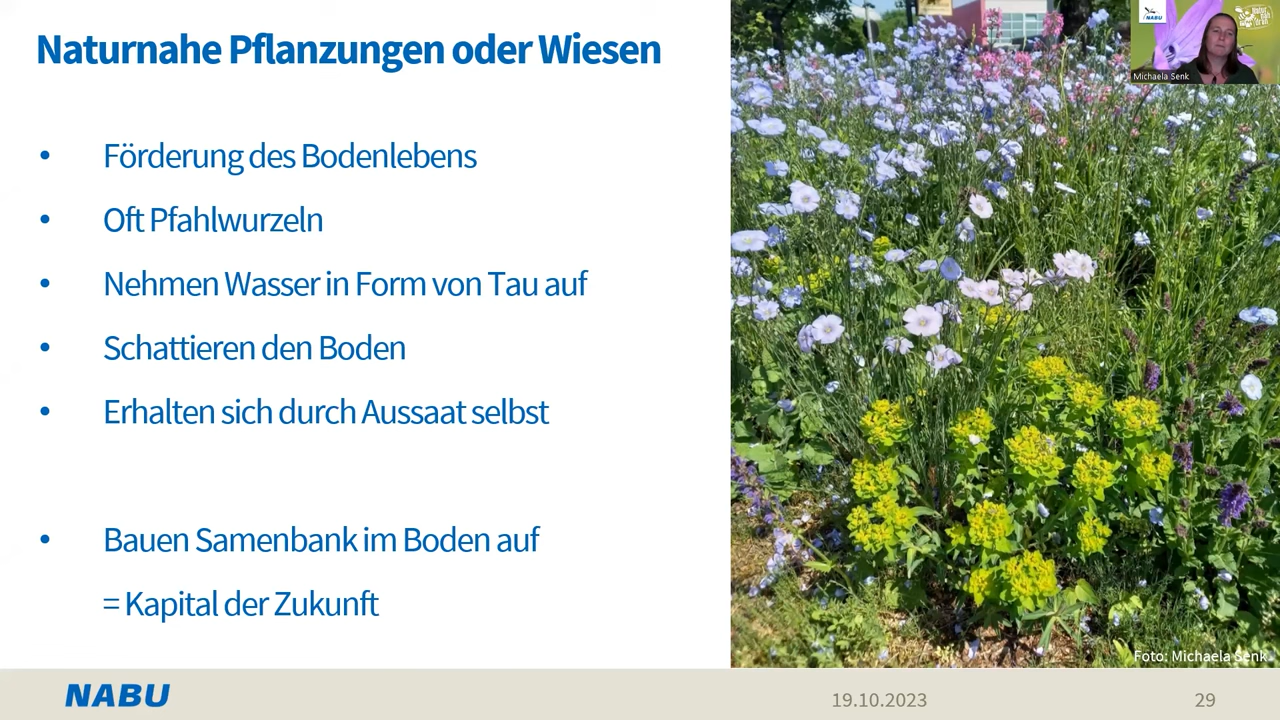 Naturnahe Pflanzungen oder Wiesen
• Förderung des Bodenlebens
• Oft Pfahlwurzeln
• Nehmen Wasser in Form von Tau auf
• Schattieren den Boden
• Erhalten sich durch Aussaat selbst
• Bauen Samenbank im Boden auf
= Kapital der Zukunft
NABU
Michaela Senk
Foto: Michaela Senk
NABU
19.10.2023
29